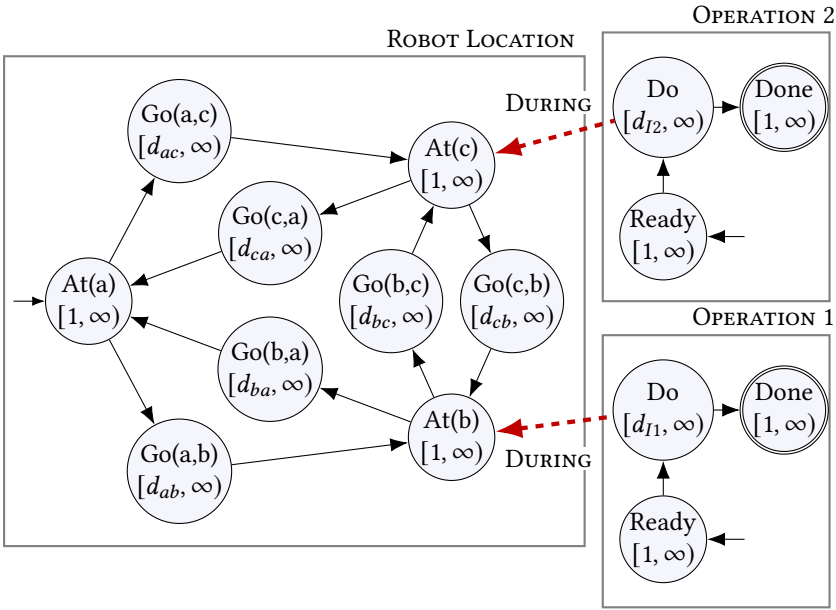 OPERATION 2
ROBOT LOCATION
Go(a,c)
[d_ac, ∞)
DURING
Do
[d_I2, ∞)
Done
[1, ∞)
At(c)
[1, ∞)
Go(c,a)
[d_ca, ∞)
Ready
[1, ∞)
At(a)
[1, ∞)
Go(b,c)
[d_bc, ∞)
Go(c,b)
[d_cb, ∞)
OPERATION 1
Go(b,a)
[d_ba, ∞)
Do
[d_I1, ∞)
Done
[1, ∞)
At(b)
[1, ∞)
DURING
Go(a,b)
[d_ab, ∞)
Ready
[1, ∞)